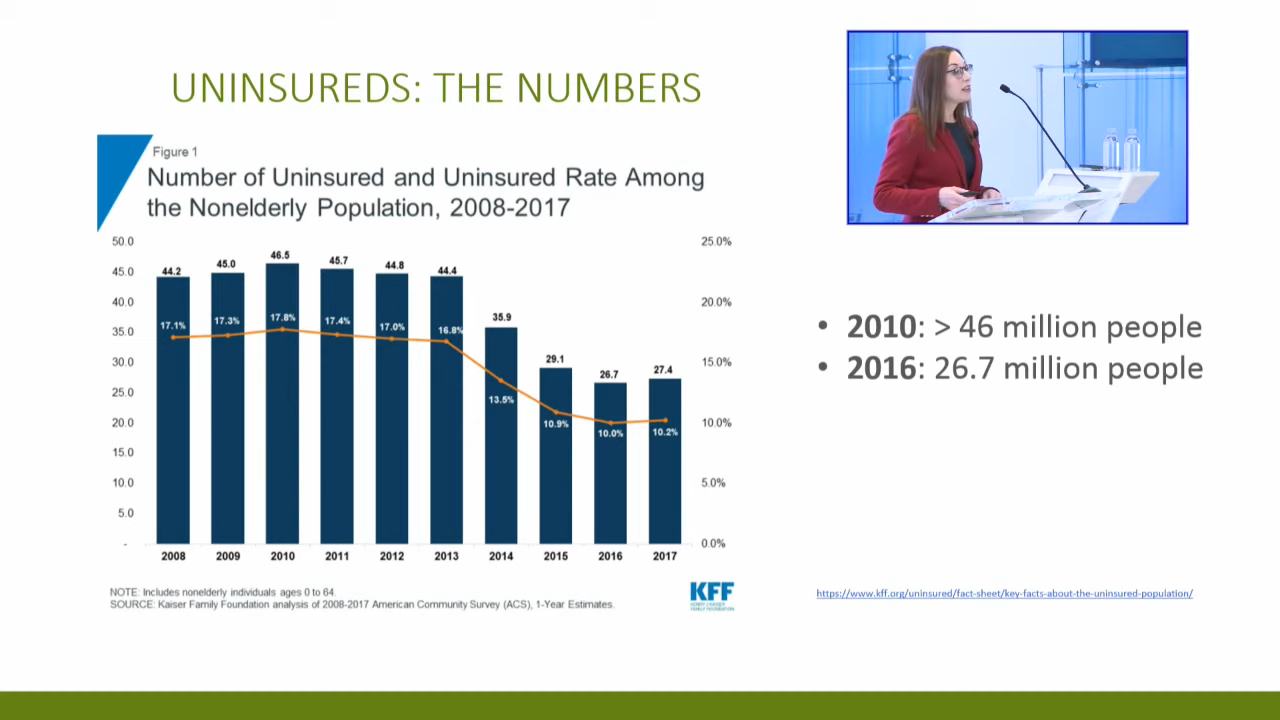 UNINSUREDS: THE NUMBERS
Figure 1
Number of Uninsured and Uninsured Rate Among
the Nonelderly Population, 2008-2017
50.0
45.0
40.0
35.0
30.0
25.0
20.0
15.0
10.0
5.0
-
44.2
45.0
46.5
45.7
44.8
44.4
35.9
29.1
26.7
27.4
17.1%
17.3%
17.8%
17.4%
17.0%
16.8%
13.5%
10.9%
10.0%
10.2%
25.0%
20.0%
15.0%
10.0%
5.0%
0.0%
2008 2009 2010 2011 2012 2013 2014 2015 2016 2017
NOTE: Includes nonelderly individuals ages 0 to 64.
SOURCE: Kaiser Family Foundation analysis of 2008-2017 American Community Survey (ACS), 1-Year Estimates.
KFF
HENRY J KAISER
FAMILY FOUNDATION
• 2010: > 46 million people
• 2016: 26.7 million people
https://www.kff.org/uninsured/fact-sheet/key-facts-about-the-uninsured-population/